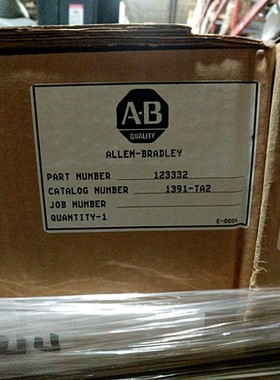 A-B
QUALITY
ALLEN-BRADLEY
PART NUMBER 123332
CATALOG NUMBER 1391-TA2
JOB NUMBER
QUANTITY-1
E-0004